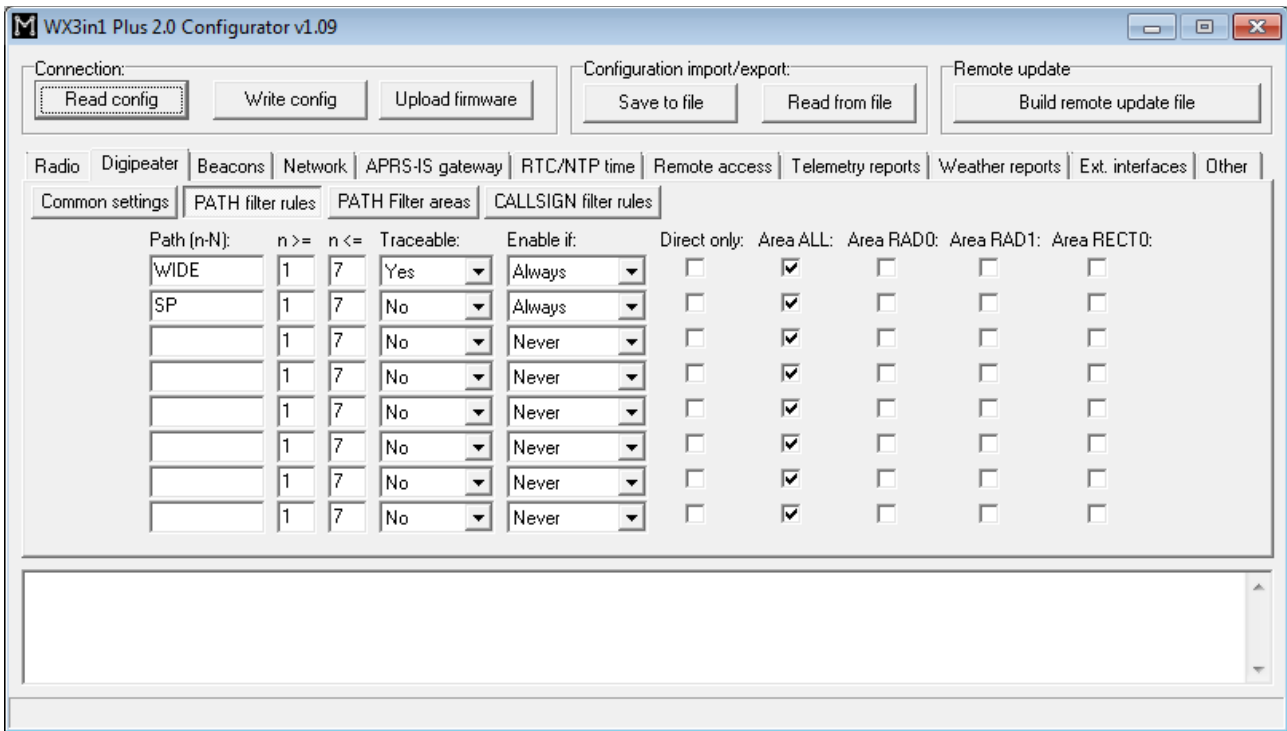 WX3in1 Plus 2.0 Configurator v1.09
Connection: Configuration import/export: Remote update
Read config Write config Upload firmware Save to file Read from file Build remote update file
Radio Digipeater Beacons Network APRS-IS gateway RTC/NTP time Remote access Telemetry reports Weather reports Ext. interfaces Other
Common settings PATH filter rules PATH Filter areas CALLSIGN filter rules
Path (n-N): n >= n <= Traceable: Enable if: Direct only: Area ALL: Area RAD0: Area RAD1: Area RECT0:
WIDE 1 7 Yes Always
SP 1 7 No Always
1 7 No Never
1 7 No Never
1 7 No Never
1 7 No Never
1 7 No Never
1 7 No Never